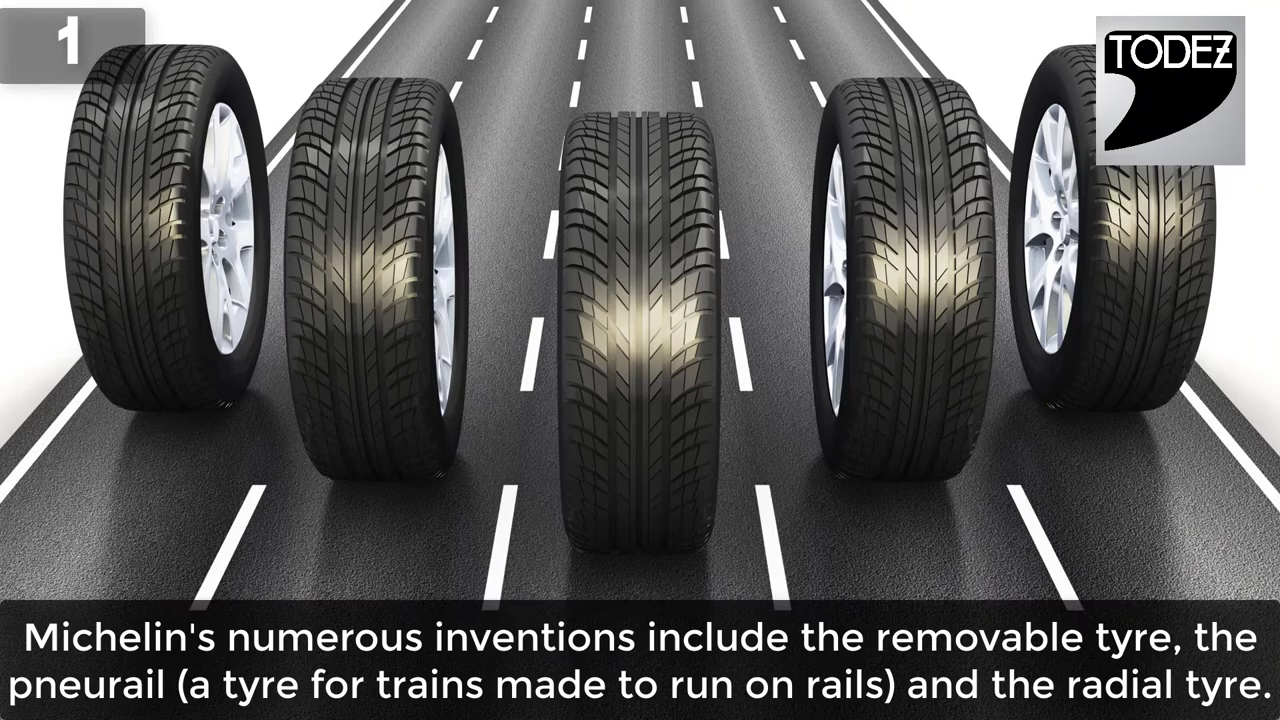 1
TODEZ
Michelin's numerous inventions include the removable tyre, the
pneurail (a tyre for trains made to run on rails) and the radial tyre.